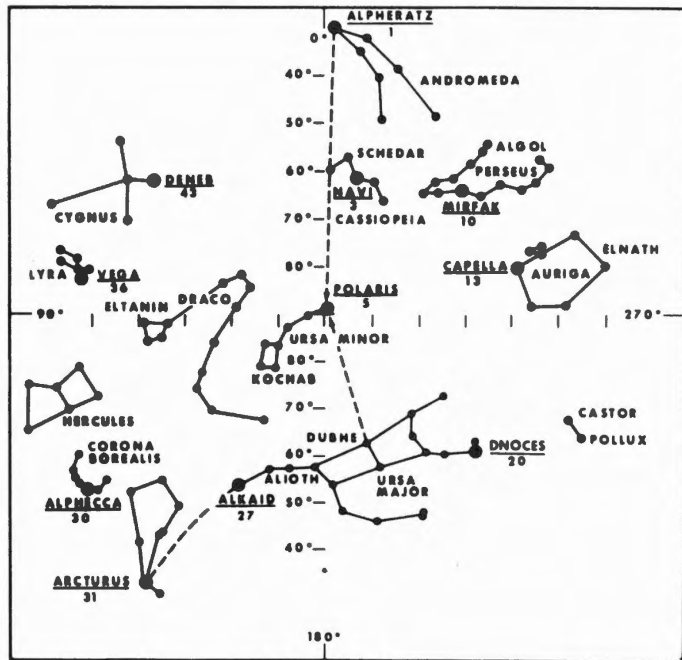 ALPHERATZ
1
0°
40°
ANDROMEDA
50°
SCHEDAR
ALGOL
60°
PERSEUS
DENEB
43
NAVI
3
MIRFAK
10
CYGNUS
CASSIOPEIA
70°
ELNATH
LYRA
VEGA
36
80°
CAPELLA
13
AURIGA
ELTANIN
DRACO
POLARIS
5
90°
270°
URSA MINOR
80°
KOCHAB
70°
HERCULES
CASTOR
POLLUX
DUBHE
DNOCES
20
CORONA
BOREALIS
60°
ALIOTH
URSA
MAJOR
ALPHECCA
30
ALKAID
27
50°
40°
ARCTURUS
31
180°